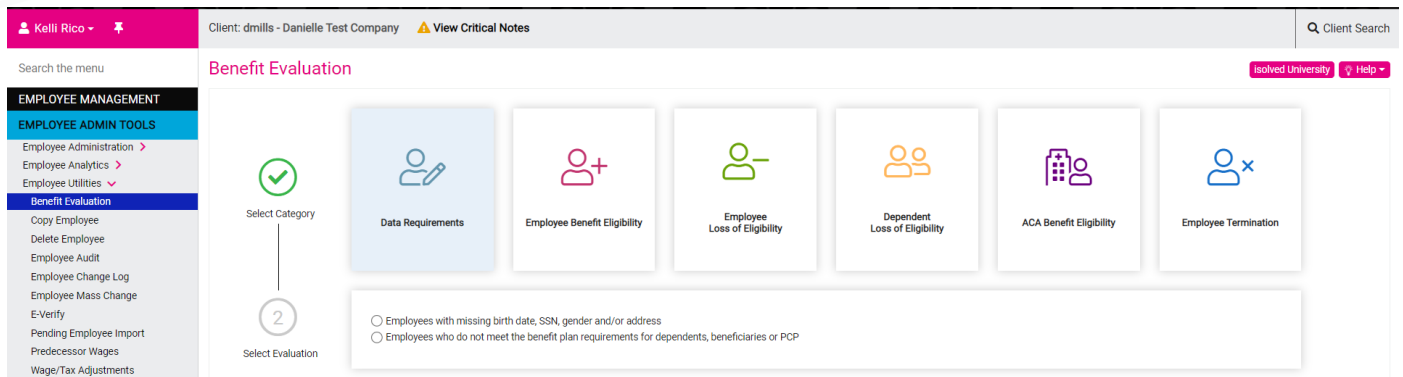 Kelli Rico
Client: dmills - Danielle Test Company
View Critical Notes
Client Search
Search the menu
Benefit Evaluation
isolved University
Help
EMPLOYEE MANAGEMENT
EMPLOYEE ADMIN TOOLS
Employee Administration
Employee Analytics
Employee Utilities
Benefit Evaluation
Copy Employee
Delete Employee
Employee Audit
Employee Change Log
Employee Mass Change
E-Verify
Pending Employee Import
Predecessor Wages
Wage/Tax Adjustments
Select Category
Data Requirements
Employee Benefit Eligibility
Employee
Loss of Eligibility
Dependent
Loss of Eligibility
ACA Benefit Eligibility
Employee Termination
2
Select Evaluation
Employees with missing birth date, SSN, gender and/or address
Employees who do not meet the benefit plan requirements for dependents, beneficiaries or PCP